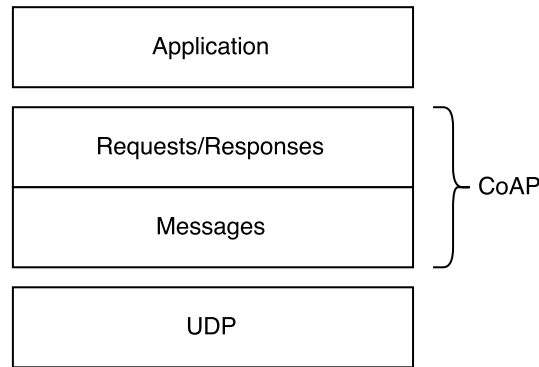 Application
Requests/Responses
Messages
CoAP
UDP